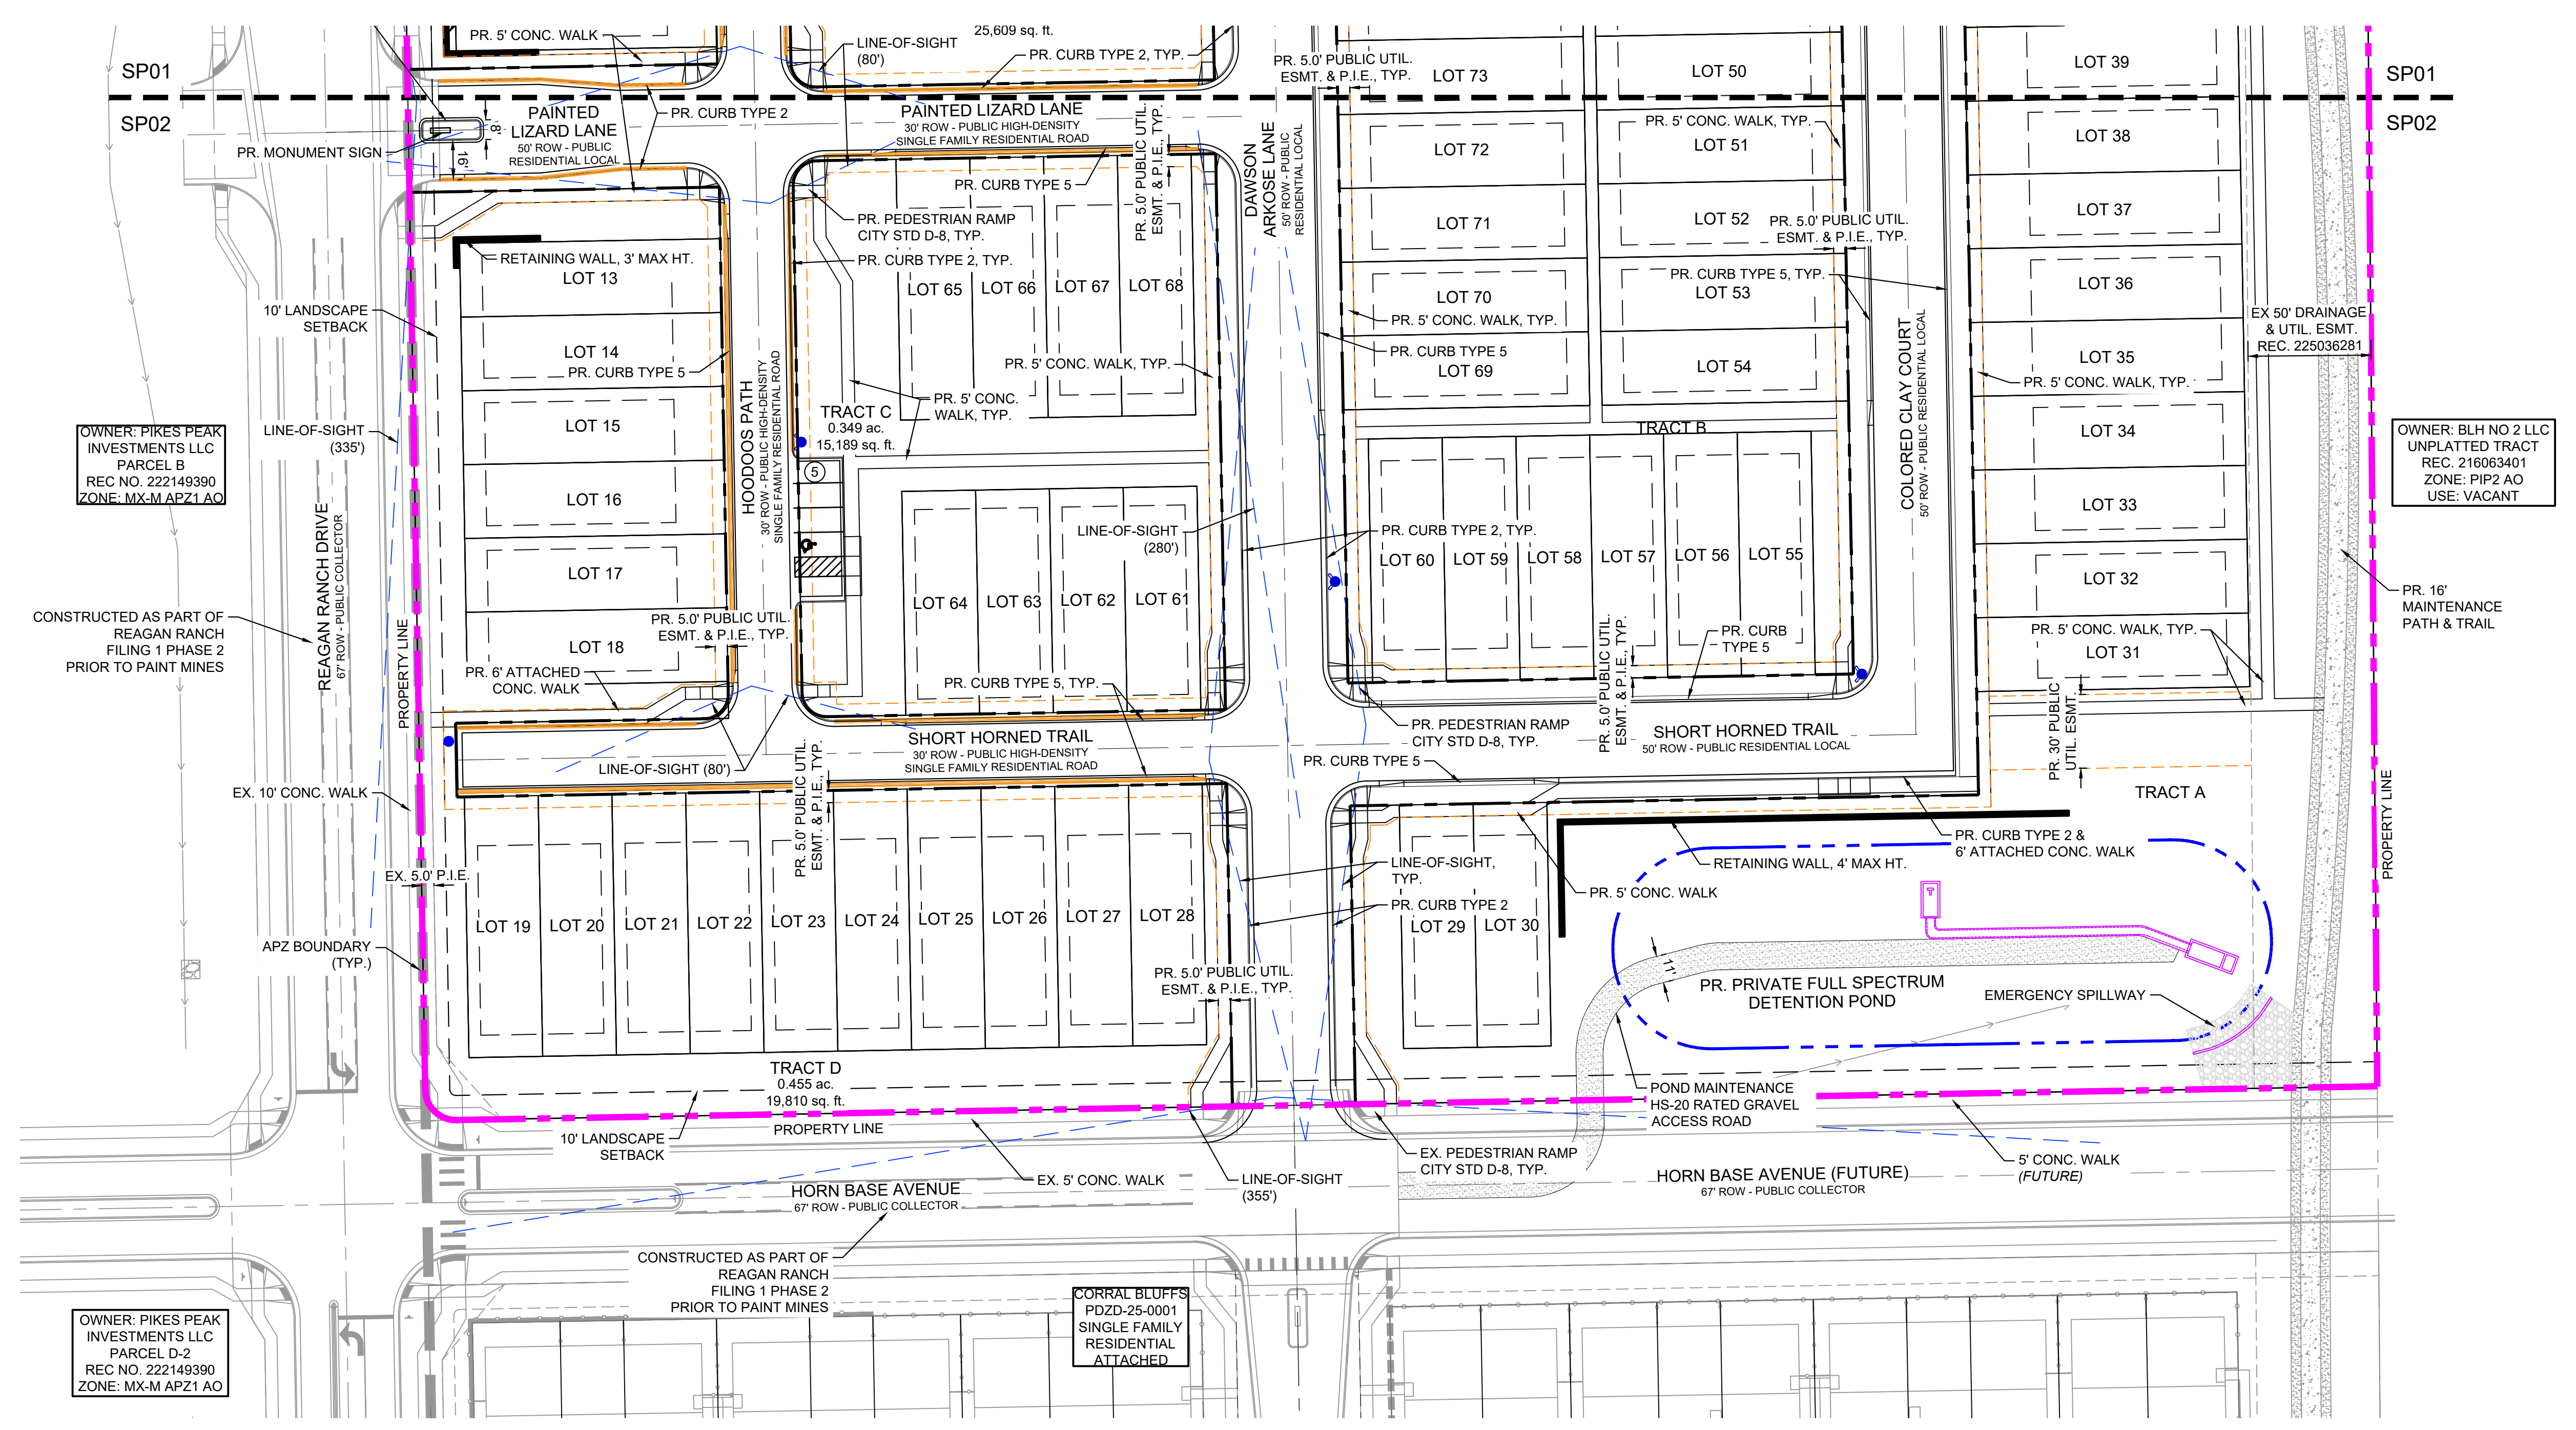 SP01
SP02
SP01
SP02
PR. 5' CONC. WALK
LINE-OF-SIGHT
(80')
25,609 sq. ft.
PR. CURB TYPE 2, TYP.
PR. 5.0' PUBLIC UTIL.
ESMT. & P.I.E., TYP.
LOT 73
LOT 50
LOT 39
PAINTED
LIZARD LANE
50' ROW - PUBLIC
RESIDENTIAL LOCAL
8'
16'
PR. CURB TYPE 2
PR. MONUMENT SIGN
PAINTED LIZARD LANE
30' ROW - PUBLIC HIGH-DENSITY
SINGLE FAMILY RESIDENTIAL ROAD
PR. 5.0' PUBLIC UTIL.
ESMT. & P.I.E., TYP.
DAWSON
ARKOSE LANE
50' ROW - PUBLIC
RESIDENTIAL LOCAL
LOT 72
PR. 5' CONC. WALK, TYP.
LOT 51
LOT 38
PR. CURB TYPE 5
PR. PEDESTRIAN RAMP
CITY STD D-8, TYP.
PR. CURB TYPE 2, TYP.
LOT 71
LOT 52
PR. 5.0' PUBLIC UTIL.
ESMT. & P.I.E., TYP.
LOT 37
RETAINING WALL, 3' MAX HT.
LOT 13
LOT 65
LOT 66
LOT 67
LOT 68
LOT 70
PR. CURB TYPE 5, TYP.
LOT 53
LOT 36
10' LANDSCAPE
SETBACK
PR. 5' CONC. WALK, TYP.
EX 50' DRAINAGE
& UTIL. ESMT.
REC. 225036281
LOT 14
PR. CURB TYPE 5
PR. 5' CONC. WALK, TYP.
PR. CURB TYPE 5
LOT 69
LOT 54
LOT 35
PR. 5' CONC. WALK, TYP.
HOODOOS PATH
30' ROW - PUBLIC HIGH-DENSITY
SINGLE FAMILY RESIDENTIAL ROAD
COLORED CLAY COURT
50' ROW - PUBLIC RESIDENTIAL LOCAL
PR. 5' CONC.
WALK, TYP.
TRACT C
0.349 ac.
15,189 sq. ft.
5
TRACT B
LOT 34
LOT 15
LINE-OF-SIGHT
(335')
OWNER: PIKES PEAK
INVESTMENTS LLC
PARCEL B
REC NO. 222149390
ZONE: MX-M APZ1 AO
OWNER: BLH NO 2 LLC
UNPLATTED TRACT
REC. 216063401
ZONE: PIP2 AO
USE: VACANT
LOT 16
LOT 33
REAGAN RANCH DRIVE
67' ROW - PUBLIC COLLECTOR
LINE-OF-SIGHT
(280')
PR. CURB TYPE 2, TYP.
LOT 60
LOT 59
LOT 58
LOT 57
LOT 56
LOT 55
LOT 17
LOT 32
LOT 64
LOT 63
LOT 62
LOT 61
CONSTRUCTED AS PART OF
REAGAN RANCH
FILING 1 PHASE 2
PRIOR TO PAINT MINES
PR. 16'
MAINTENANCE
PATH & TRAIL
PROPERTY LINE
PR. 5.0' PUBLIC UTIL.
ESMT. & P.I.E., TYP.
LOT 18
PR. 5.0' PUBLIC UTIL.
ESMT. & P.I.E., TYP.
PR. CURB
TYPE 5
PR. 5' CONC. WALK, TYP.
LOT 31
PR. 6' ATTACHED
CONC. WALK
PR. CURB TYPE 5, TYP.
PR. 30' PUBLIC
UTIL. ESMT.
PR. PEDESTRIAN RAMP
CITY STD D-8, TYP.
SHORT HORNED TRAIL
30' ROW - PUBLIC HIGH-DENSITY
SINGLE FAMILY RESIDENTIAL ROAD
SHORT HORNED TRAIL
50' ROW - PUBLIC RESIDENTIAL LOCAL
LINE-OF-SIGHT (80')
PR. 5.0' PUBLIC UTIL.
ESMT. & P.I.E., TYP.
PR. CURB TYPE 5
EX. 10' CONC. WALK
TRACT A
PROPERTY LINE
PR. CURB TYPE 2 &
6' ATTACHED CONC. WALK
RETAINING WALL, 4' MAX HT.
EX. 5.0' P.I.E.
LINE-OF-SIGHT,
TYP.
PR. 5' CONC. WALK
PR. CURB TYPE 2
LOT 19
LOT 20
LOT 21
LOT 22
LOT 23
LOT 24
LOT 25
LOT 26
LOT 27
LOT 28
LOT 29
LOT 30
APZ BOUNDARY
(TYP.)
PR. 5.0' PUBLIC UTIL.
ESMT. & P.I.E., TYP.
11'
PR. PRIVATE FULL SPECTRUM
DETENTION POND
EMERGENCY SPILLWAY
TRACT D
0.455 ac.
19,810 sq. ft.
POND MAINTENANCE
HS-20 RATED GRAVEL
ACCESS ROAD
PROPERTY LINE
10' LANDSCAPE
SETBACK
EX. 5' CONC. WALK
LINE-OF-SIGHT
(355')
EX. PEDESTRIAN RAMP
CITY STD D-8, TYP.
5' CONC. WALK
(FUTURE)
HORN BASE AVENUE
67' ROW - PUBLIC COLLECTOR
HORN BASE AVENUE (FUTURE)
67' ROW - PUBLIC COLLECTOR
CONSTRUCTED AS PART OF
REAGAN RANCH
FILING 1 PHASE 2
PRIOR TO PAINT MINES
CORRAL BLUFFS
PDZD-25-0001
SINGLE FAMILY
RESIDENTIAL
ATTACHED
OWNER: PIKES PEAK
INVESTMENTS LLC
PARCEL D-2
REC NO. 222149390
ZONE: MX-M APZ1 AO